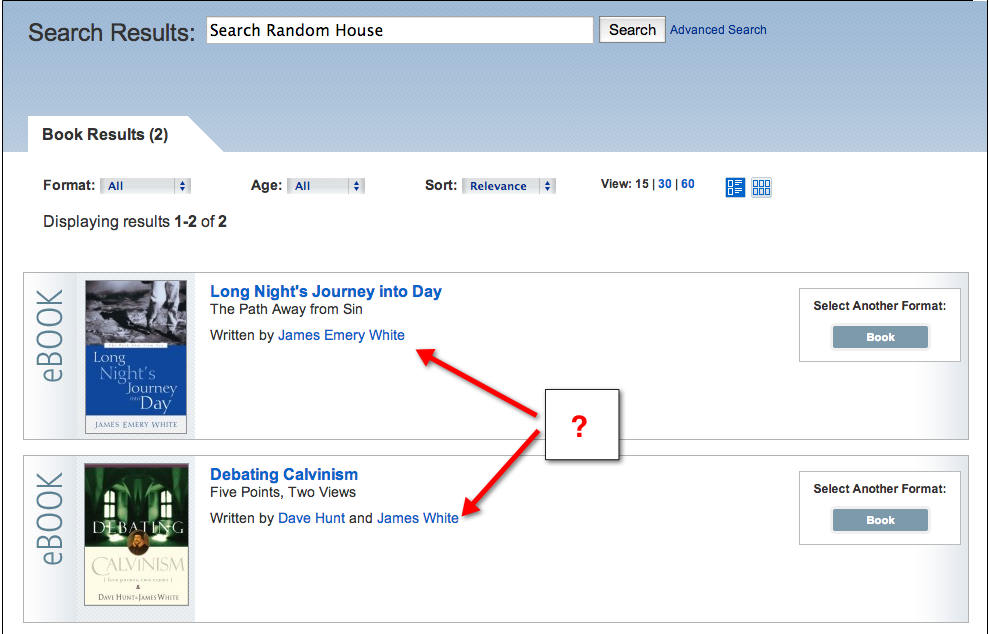 Search Results: Search Random House Search Advanced Search
Book Results (2)
Format: All Age: All Sort: Relevance View: 15 | 30 | 60
Displaying results 1-2 of 2
eBOOK
Long
Night's
Journey
into
Day
JAMES EMERY WHITE
Long Night's Journey into Day
The Path Away from Sin
Written by James Emery White
Select Another Format:
Book
?
eBOOK
DEBATING
CALVINISM
( five points, two views )
&
DAVE HUNT & JAMES WHITE
Debating Calvinism
Five Points, Two Views
Written by Dave Hunt and James White
Select Another Format:
Book